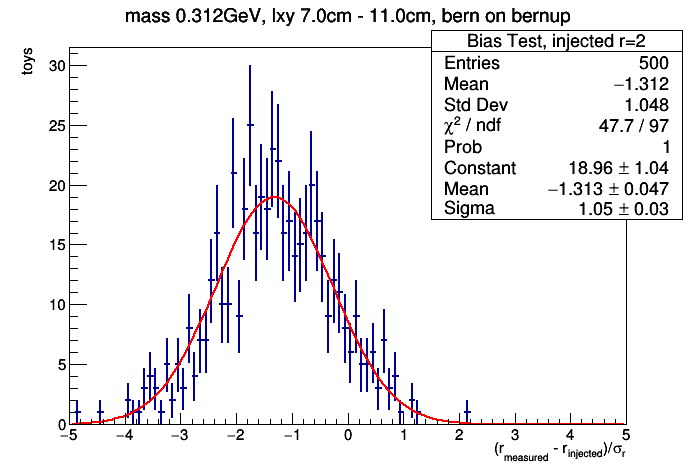 mass 0.312GeV, lxy 7.0cm - 11.0cm, bern on bernup
Bias Test, injected r=2
Entries 500
Mean −1.312
Std Dev 1.048
χ² / ndf 47.7 / 97
Prob 1
Constant 18.96 ± 1.04
Mean −1.313 ± 0.047
Sigma 1.05 ± 0.03
toys
30
25
20
15
10
5
0
−5 −4 −3 −2 −1 0 1 2 3 4 5
(r_measured - r_injected)/σ_r